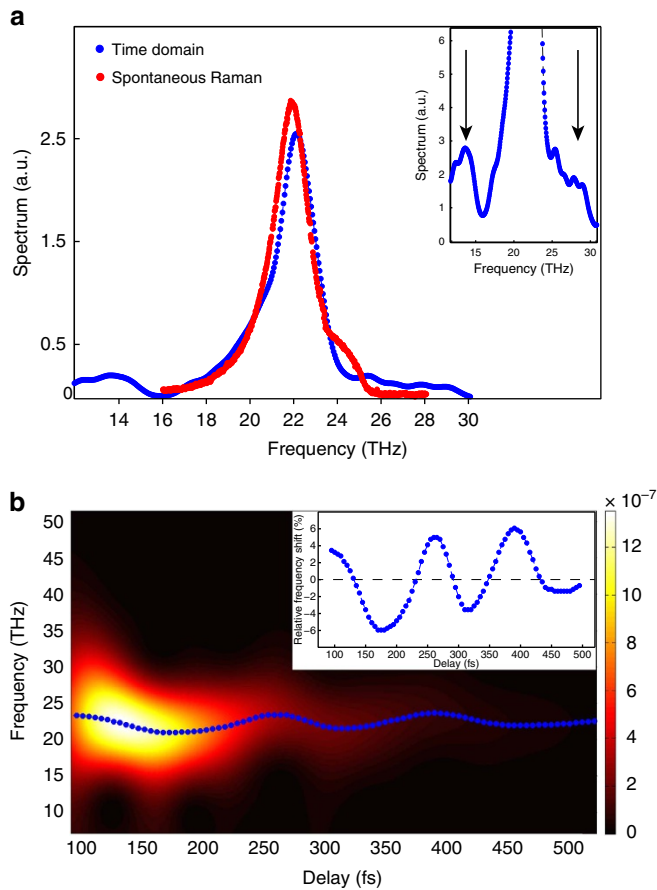 a
Time domain
Spontaneous Raman
Spectrum (a.u.)
2.5
1.5
0.5
0
14 16 18 20 22 24 26 28 30
Frequency (THz)
Spectrum (a.u.)
6
5
4
3
2
1
0
15 20 25 30
Frequency (THz)
b
Frequency (THz)
50
45
40
35
30
25
20
15
10
100 150 200 250 300 350 400 450 500
Delay (fs)
Relative frequency shift (%)
6
4
2
0
−2
−4
−6
100 150 200 250 300 350 400 450 500
Delay (fs)
× 10⁻⁷
12
10
8
6
4
2
0